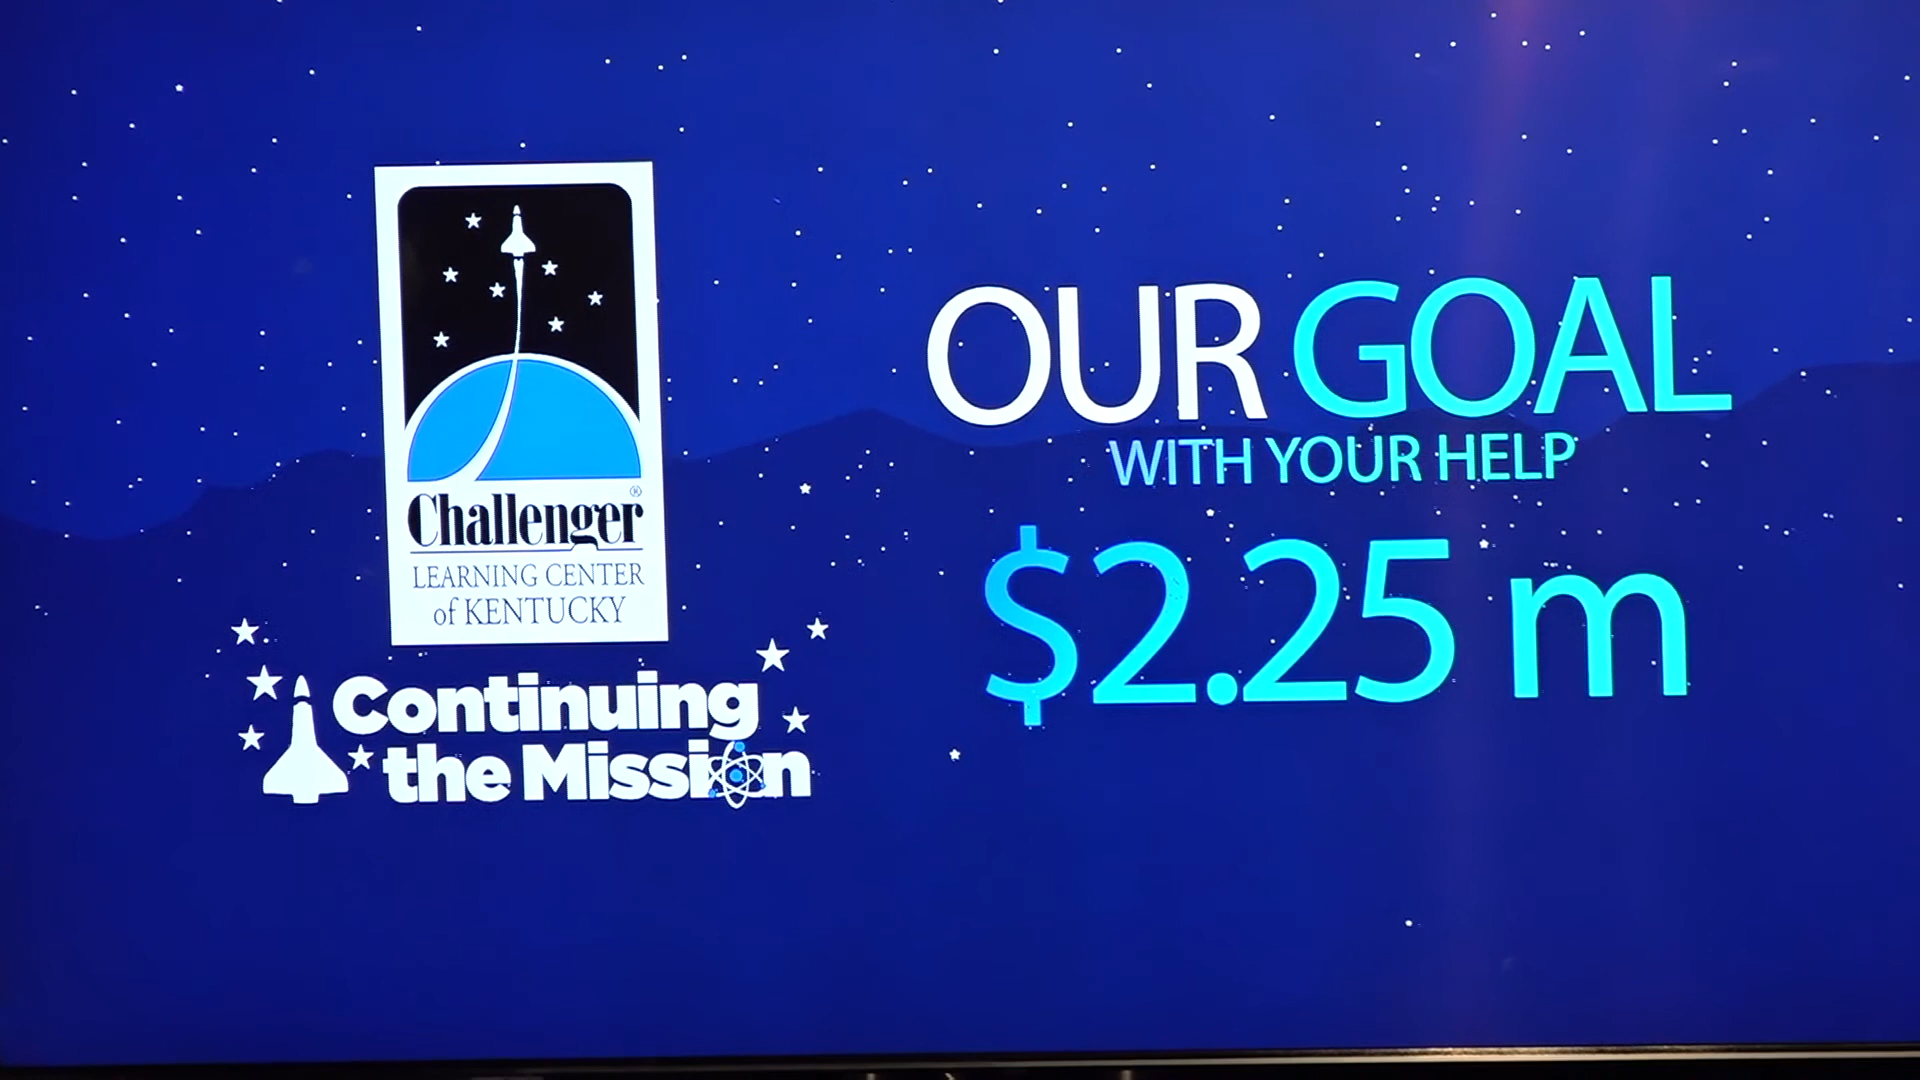 Challenger®
LEARNING CENTER
of KENTUCKY
Continuing
the Mission
OUR GOAL
WITH YOUR HELP
$2.25 m